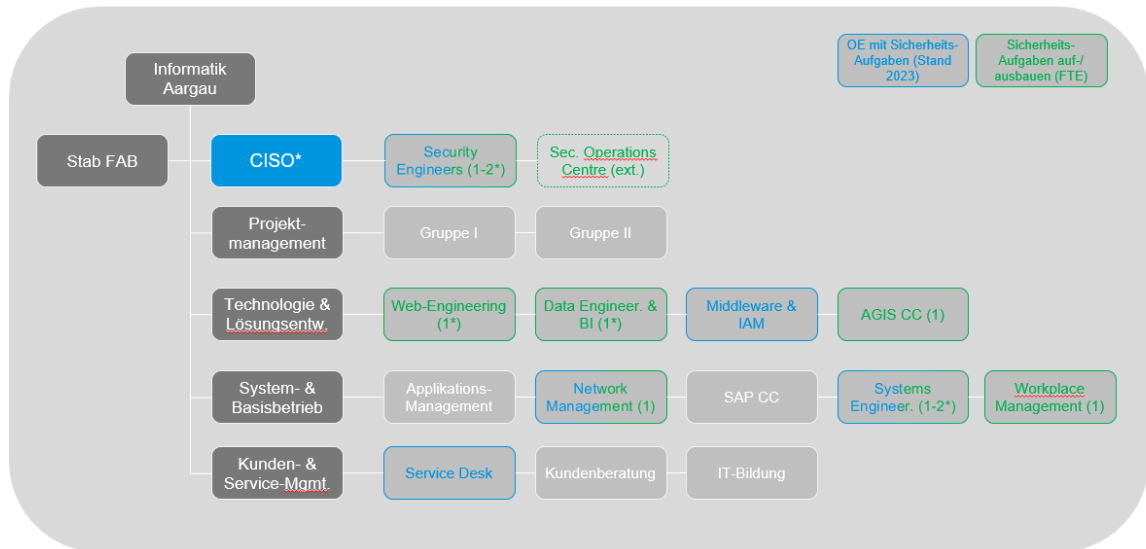 OE mit Sicherheits-
Aufgaben (Stand
2023)
Sicherheits-
Aufgaben auf-/
ausbauen (FTE)
Informatik
Aargau
Stab FAB
CISO*
Security
Engineers (1-2*)
Sec. Operations
Centre (ext.)
Projekt-
management
Gruppe I
Gruppe II
Technologie &
Lösungsentw.
Web-Engineering
(1*)
Data Engineer. &
BI (1*)
Middleware &
IAM
AGIS CC (1)
System- &
Basisbetrieb
Applikations-
Management
Network
Management (1)
SAP CC
Systems
Engineer. (1-2*)
Workplace
Management (1)
Kunden- &
Service-Mgmt.
Service Desk
Kundenberatung
IT-Bildung